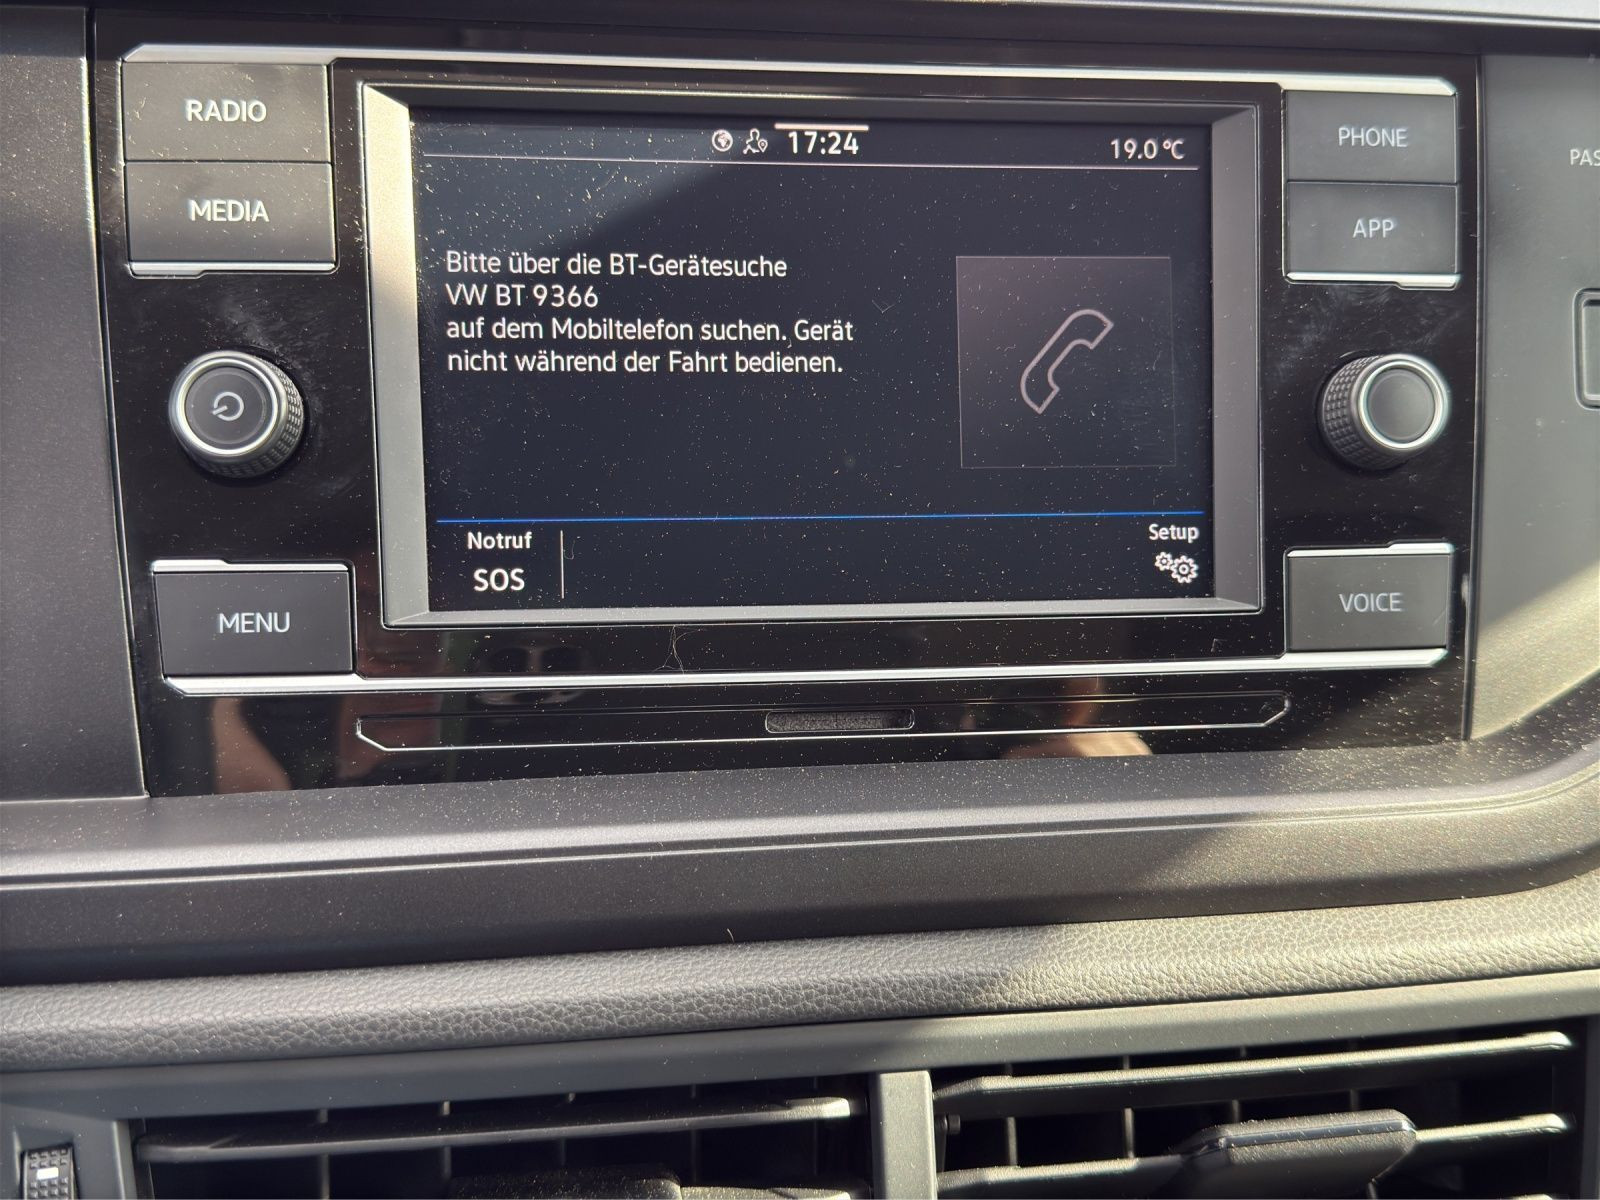 RADIO
MEDIA
17:24
19.0 °C
PHONE
APP
Bitte über die BT-Gerätesuche
VW BT 9366
auf dem Mobiltelefon suchen. Gerät
nicht während der Fahrt bedienen.
Notruf
SOS
Setup
MENU
VOICE